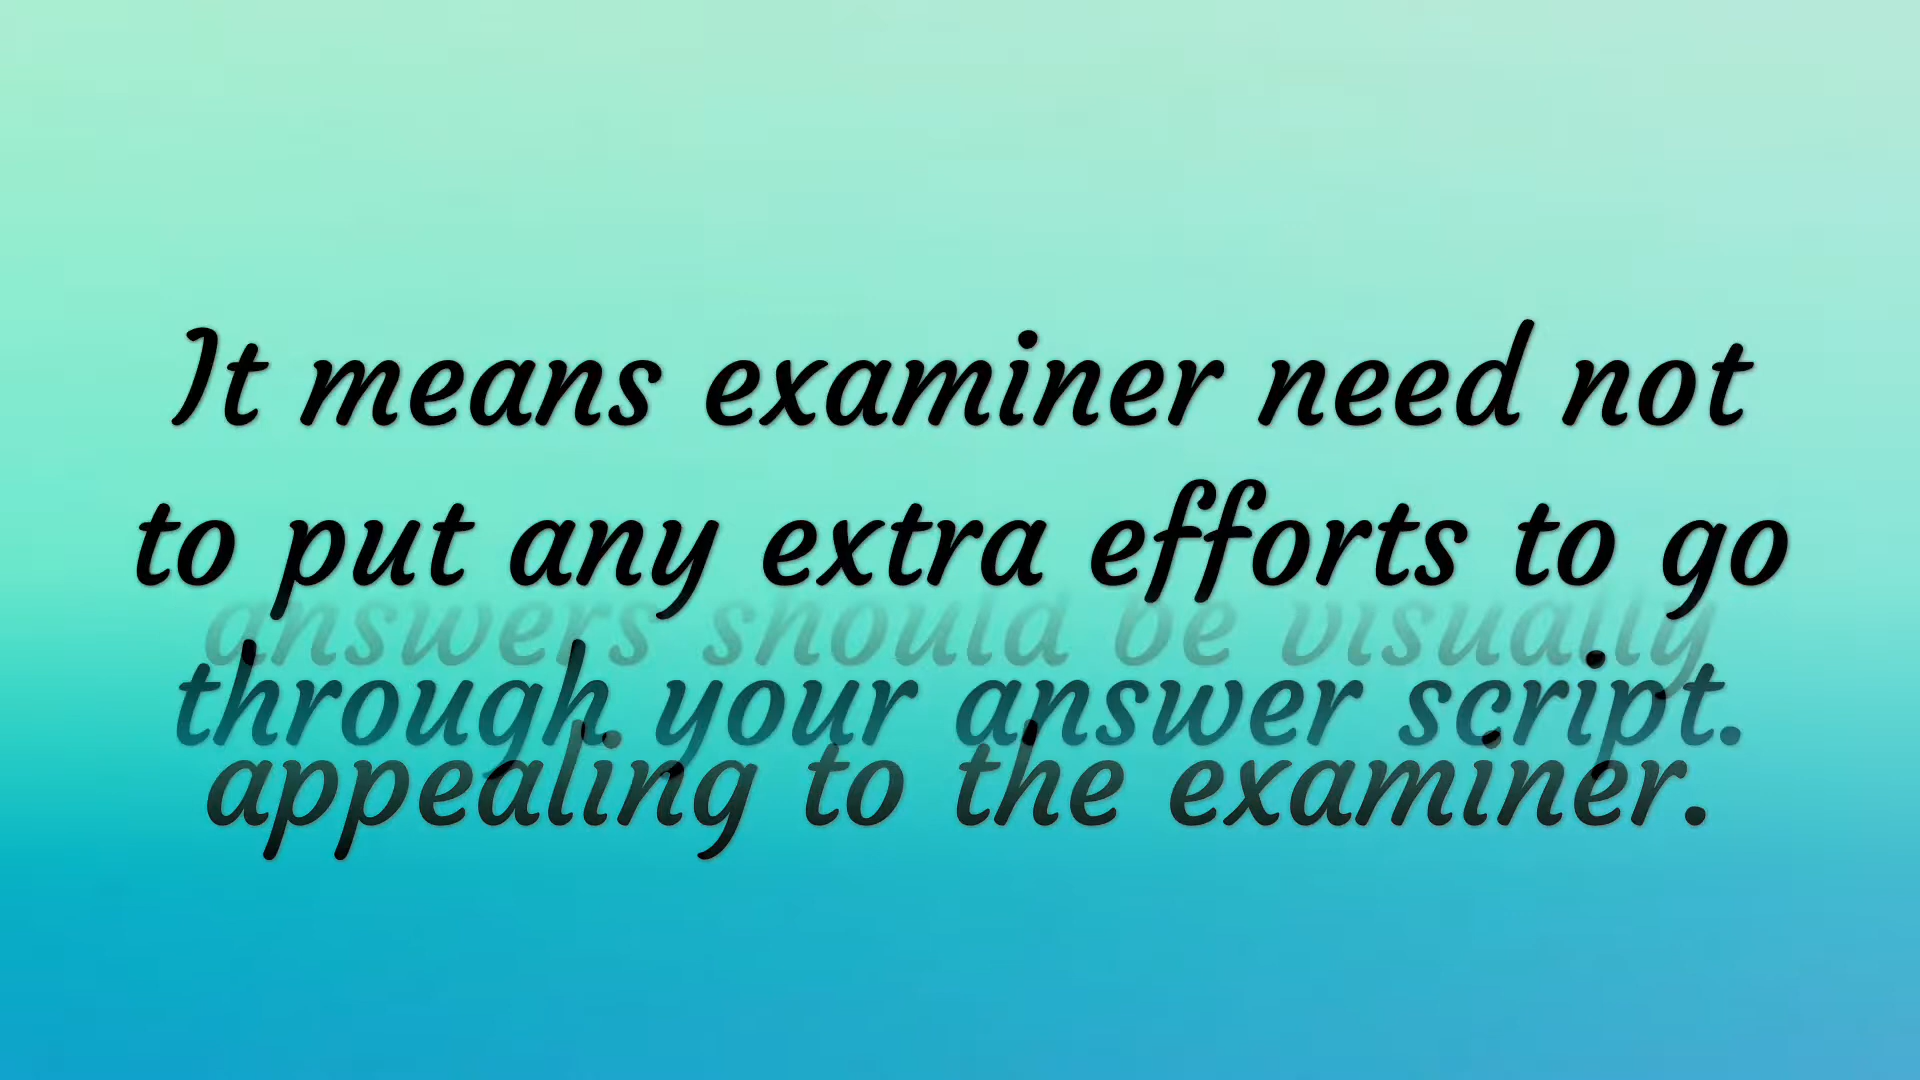 It means examiner need not
to put any extra efforts to go
answers should be visually
through your answer script.
appealing to the examiner.